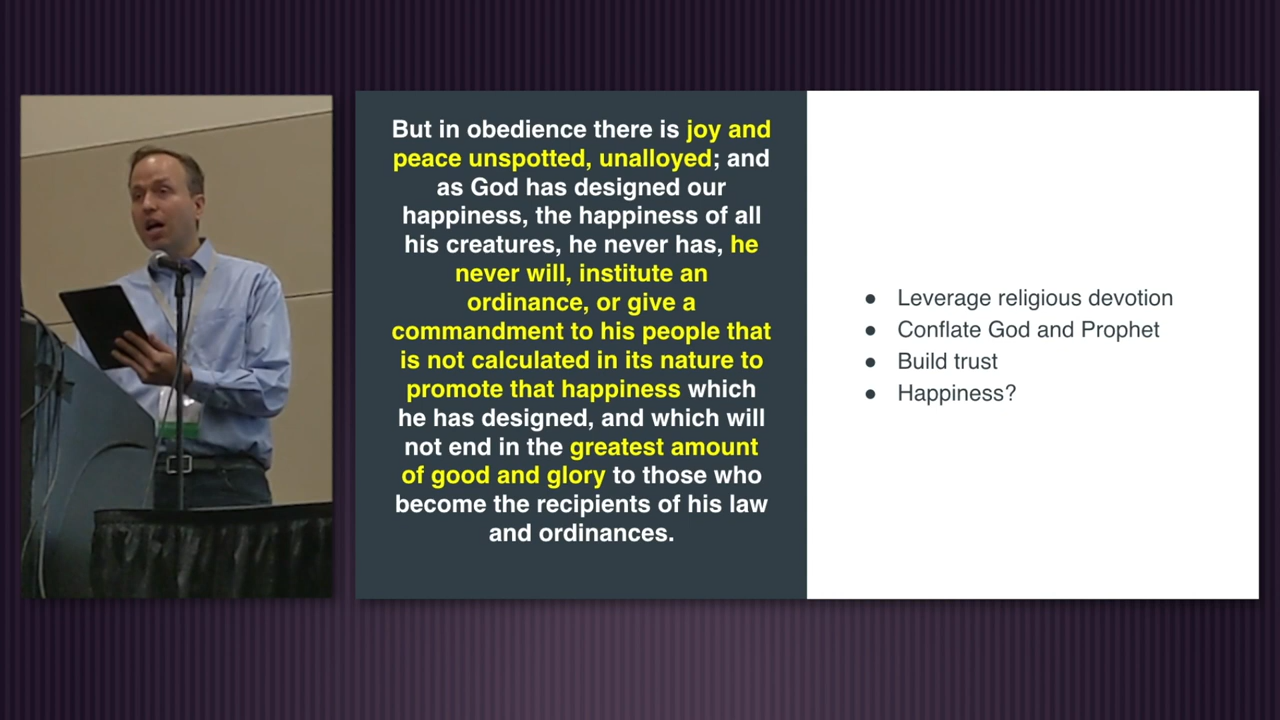 But in obedience there is joy and
peace unspotted, unalloyed; and
as God has designed our
happiness, the happiness of all
his creatures, he never has, he
never will, institute an
ordinance, or give a
commandment to his people that
is not calculated in its nature to
promote that happiness which
he has designed, and which will
not end in the greatest amount
of good and glory to those who
become the recipients of his law
and ordinances.
● Leverage religious devotion
● Conflate God and Prophet
● Build trust
● Happiness?